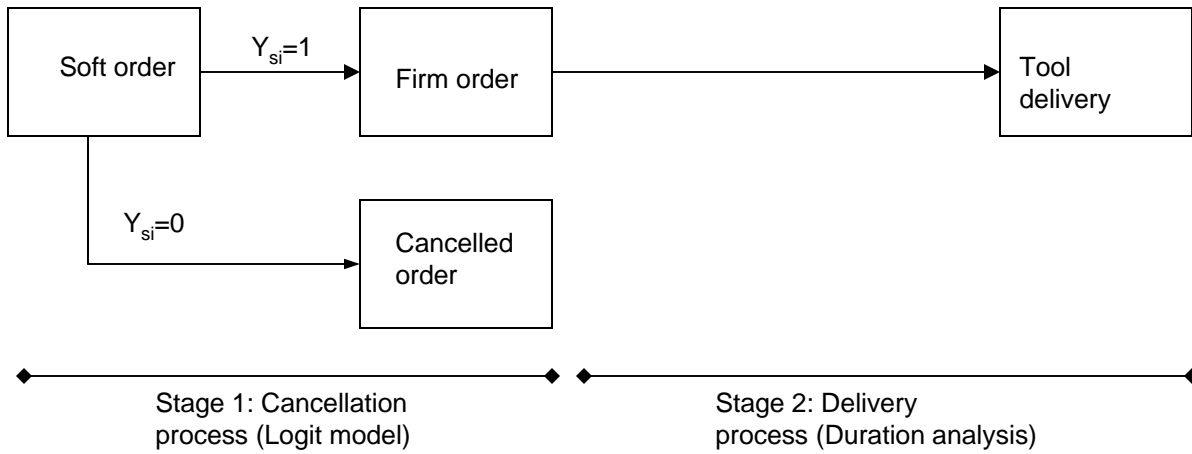 Soft order
Y_si=1
Firm order
Tool
delivery
Y_si=0
Cancelled
order
Stage 1: Cancellation
process (Logit model)
Stage 2: Delivery
process (Duration analysis)